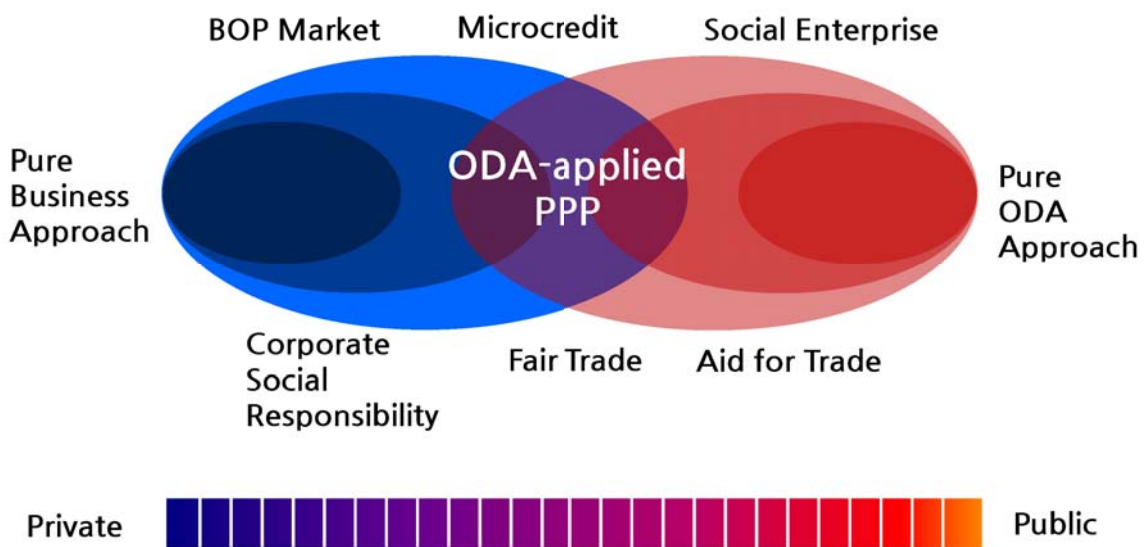 BOP Market
Microcredit
Social Enterprise
Pure
Business
Approach
ODA-applied
PPP
Pure
ODA
Approach
Corporate
Social
Responsibility
Fair Trade
Aid for Trade
Private
Public